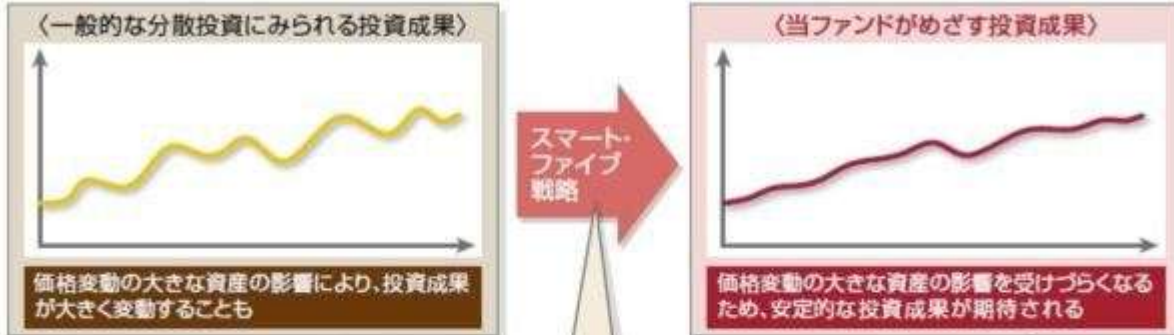 〈一般的な分散投資にみられる投資成果〉
価格変動の大きな資産の影響により、投資成果
が大きく変動することも
スマート・
ファイブ
戦略
〈当ファンドがめざす投資成果〉
価格変動の大きな資産の影響を受けづらくなる
ため、安定的な投資成果が期待される